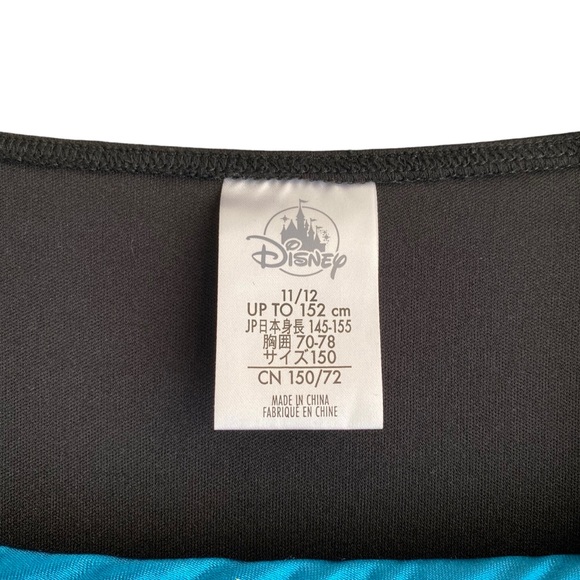 Disney
11/12
UP TO 152 cm
JP日本身長 145-155
胸囲 70-78
サイズ150
CN 150/72
MADE IN CHINA
FABRIQUÉ EN CHINE